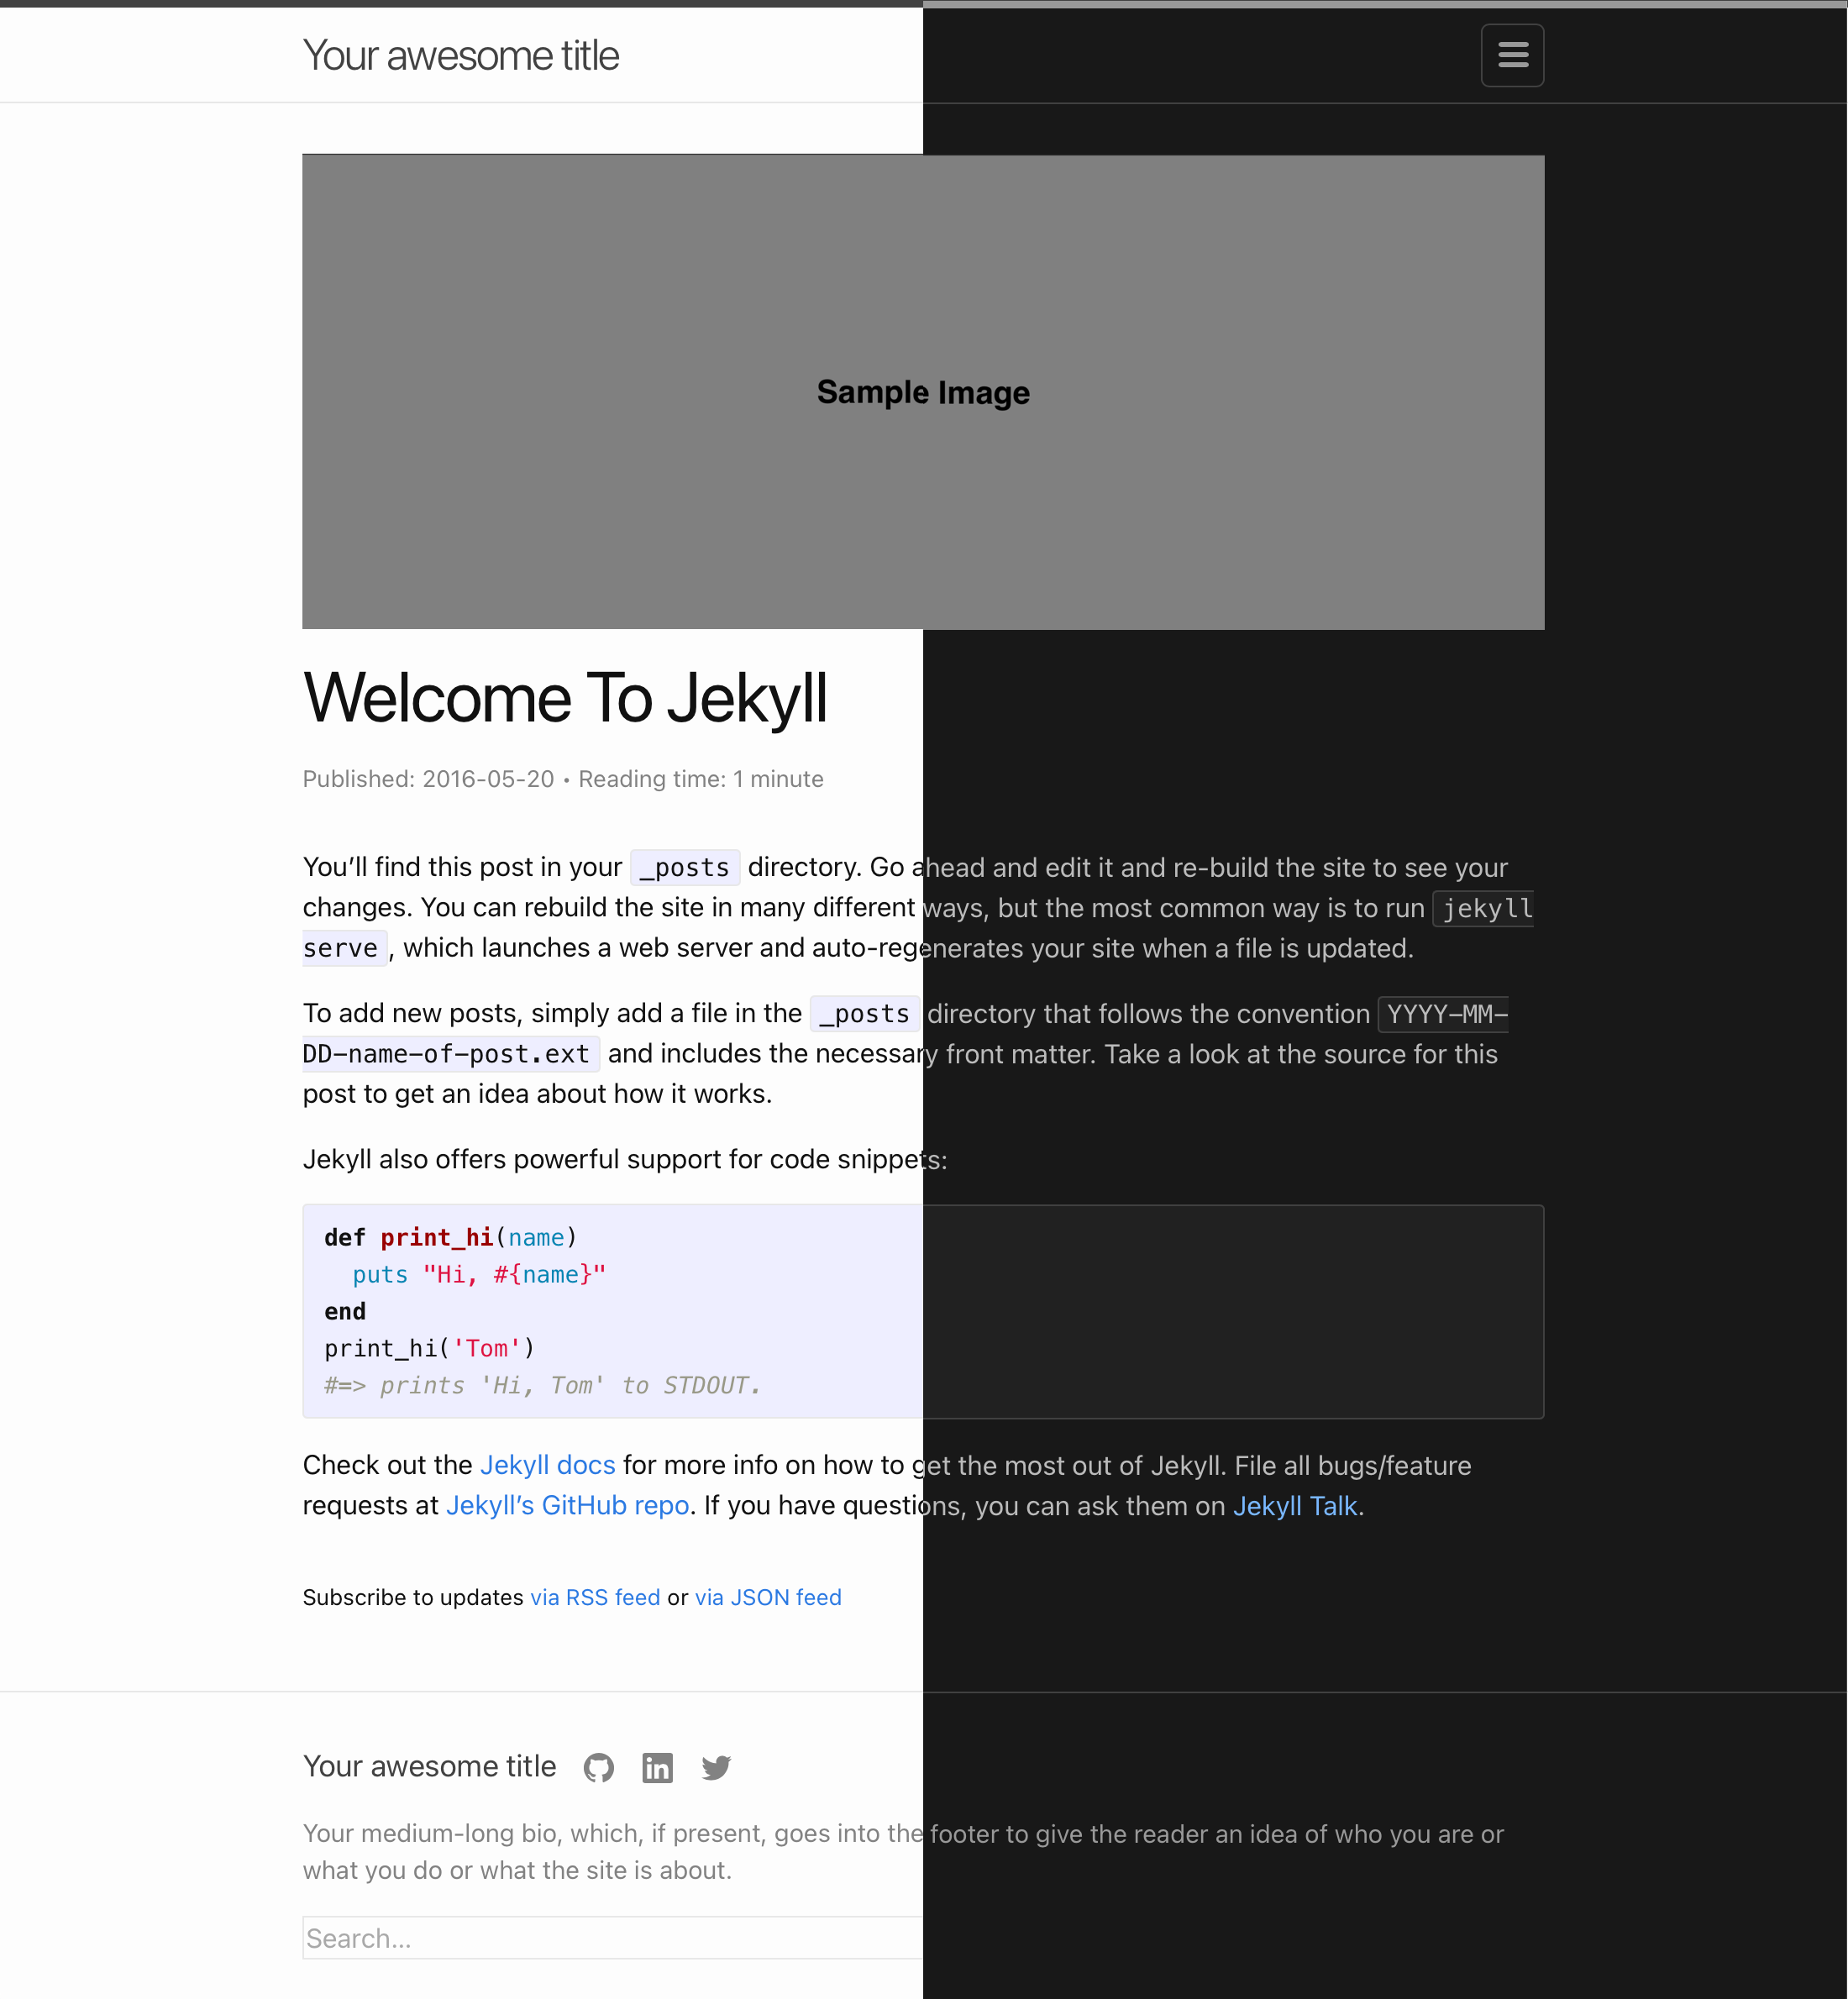 Your awesome title
Sample Image
Welcome To Jekyll
Published: 2016-05-20 • Reading time: 1 minute
You’ll find this post in your _posts directory. Go ahead and edit it and re-build the site to see your
changes. You can rebuild the site in many different ways, but the most common way is to run jekyll
serve, which launches a web server and auto-regenerates your site when a file is updated.
To add new posts, simply add a file in the _posts directory that follows the convention YYYY-MM-
DD-name-of-post.ext and includes the necessary front matter. Take a look at the source for this
post to get an idea about how it works.
Jekyll also offers powerful support for code snippets:
def print_hi(name)
  puts "Hi, #{name}"
end
print_hi('Tom')
#=> prints 'Hi, Tom' to STDOUT.
Check out the Jekyll docs for more info on how to get the most out of Jekyll. File all bugs/feature
requests at Jekyll’s GitHub repo. If you have questions, you can ask them on Jekyll Talk.
Subscribe to updates via RSS feed or via JSON feed
Your awesome title in
Your medium-long bio, which, if present, goes into the footer to give the reader an idea of who you are or
what you do or what the site is about.
Search...